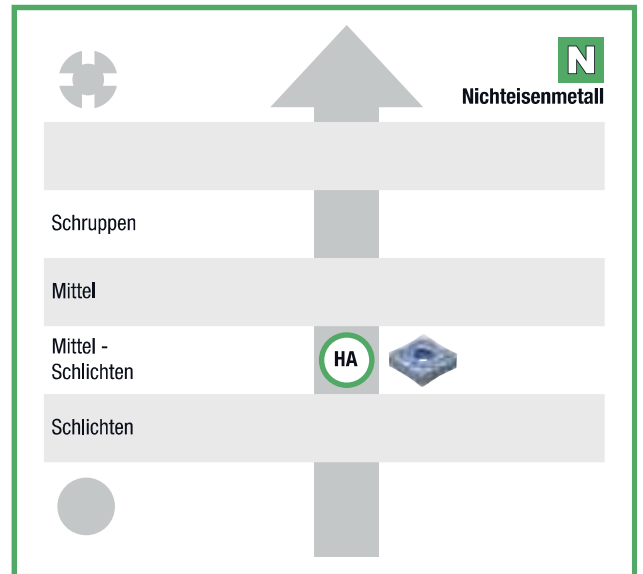 N
Nichteisenmetall
Schruppen
Mittel
Mittel -
Schlichten
HA
Schlichten